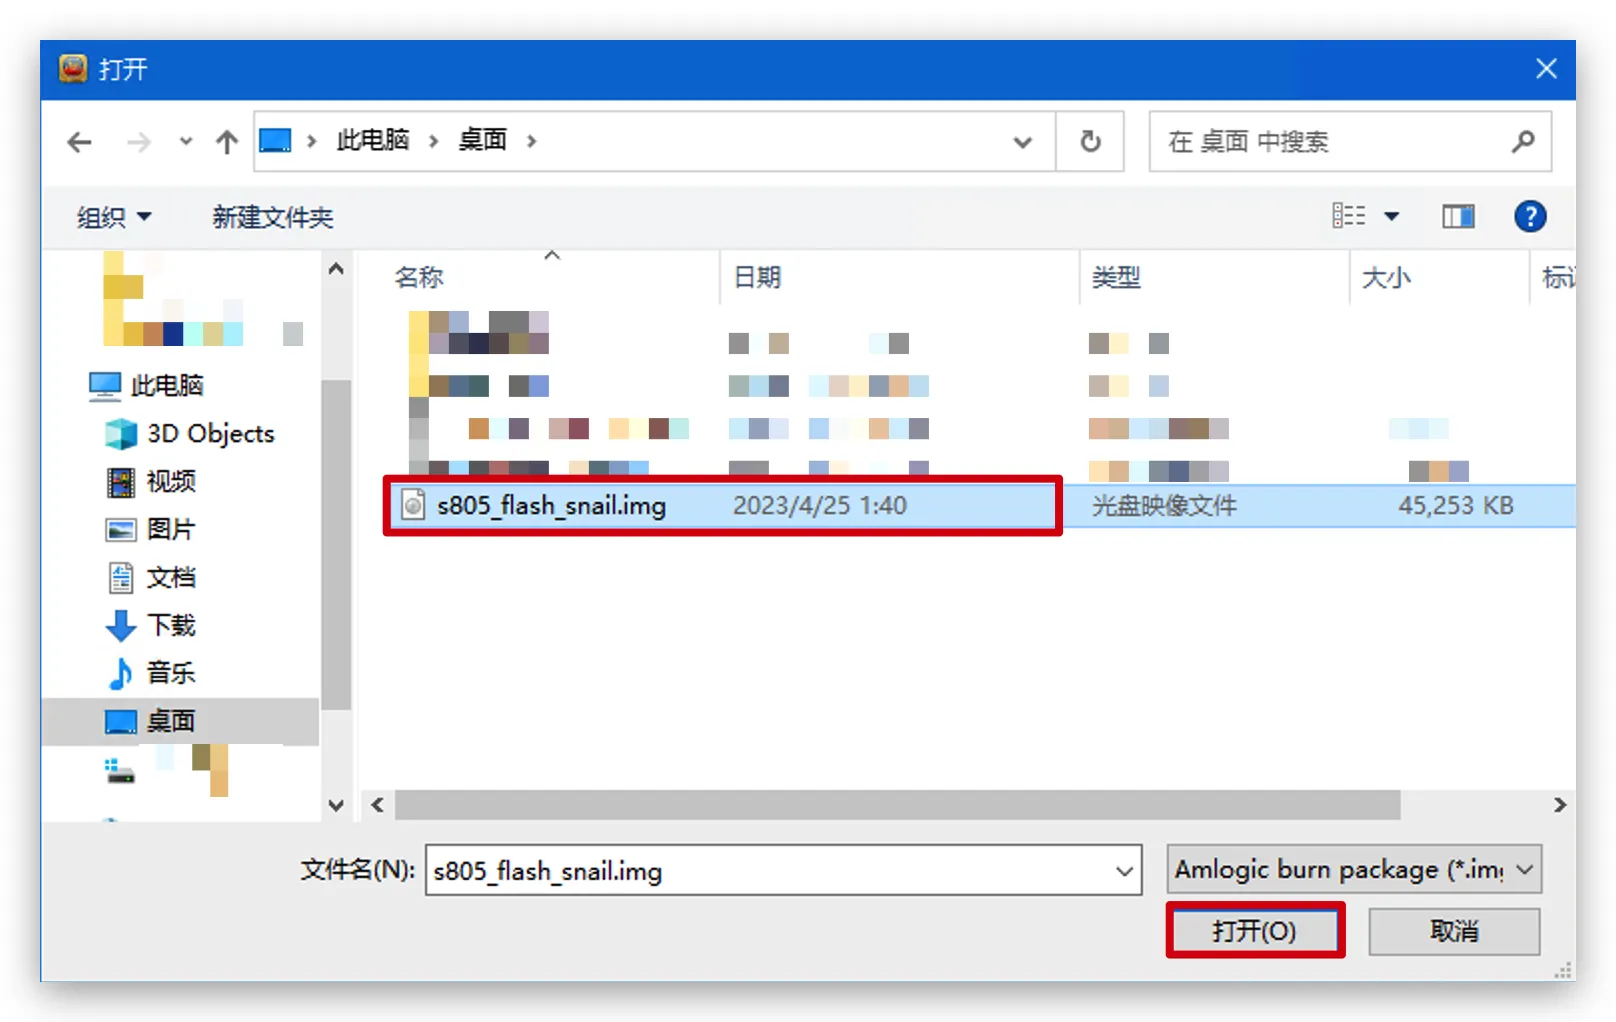 打开
此电脑 › 桌面 ›
在 桌面 中搜索
组织
新建文件夹
名称
日期
类型
大小
此电脑
3D Objects
视频
图片
文档
下载
音乐
桌面
s805_flash_snail.img
2023/4/25 1:40
光盘映像文件
45,253 KB
文件名(N):
s805_flash_snail.img
Amlogic burn package (*.im
打开(O)
取消